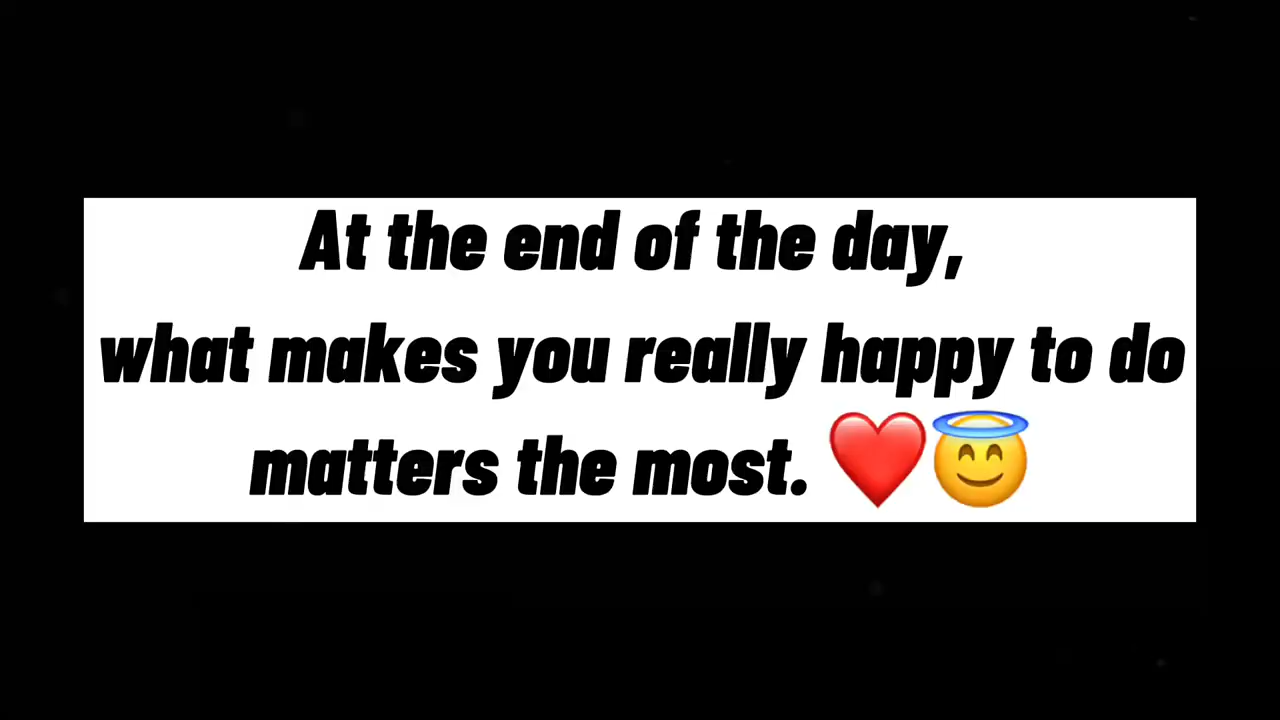 At the end of the day,
what makes you really happy to do
matters the most. ❤️😇